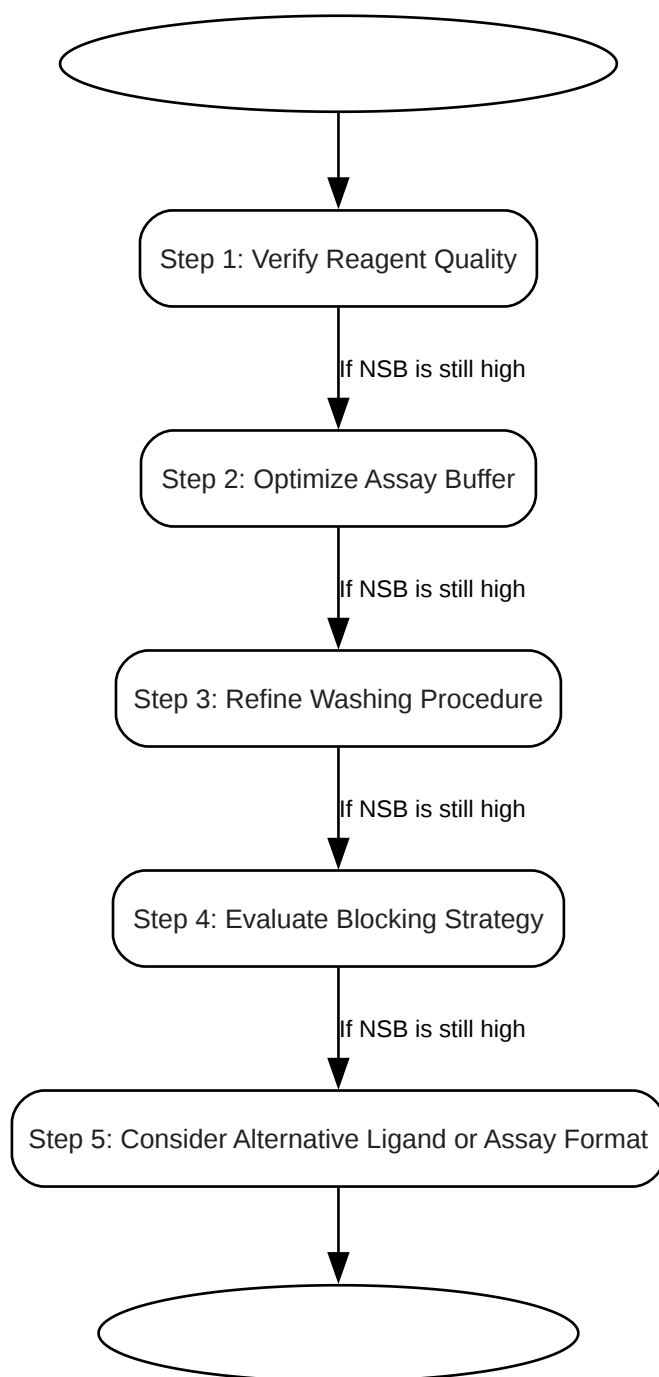 Step 1: Verify Reagent Quality
If NSB is still high
Step 2: Optimize Assay Buffer
If NSB is still high
Step 3: Refine Washing Procedure
If NSB is still high
Step 4: Evaluate Blocking Strategy
If NSB is still high
Step 5: Consider Alternative Ligand or Assay Format